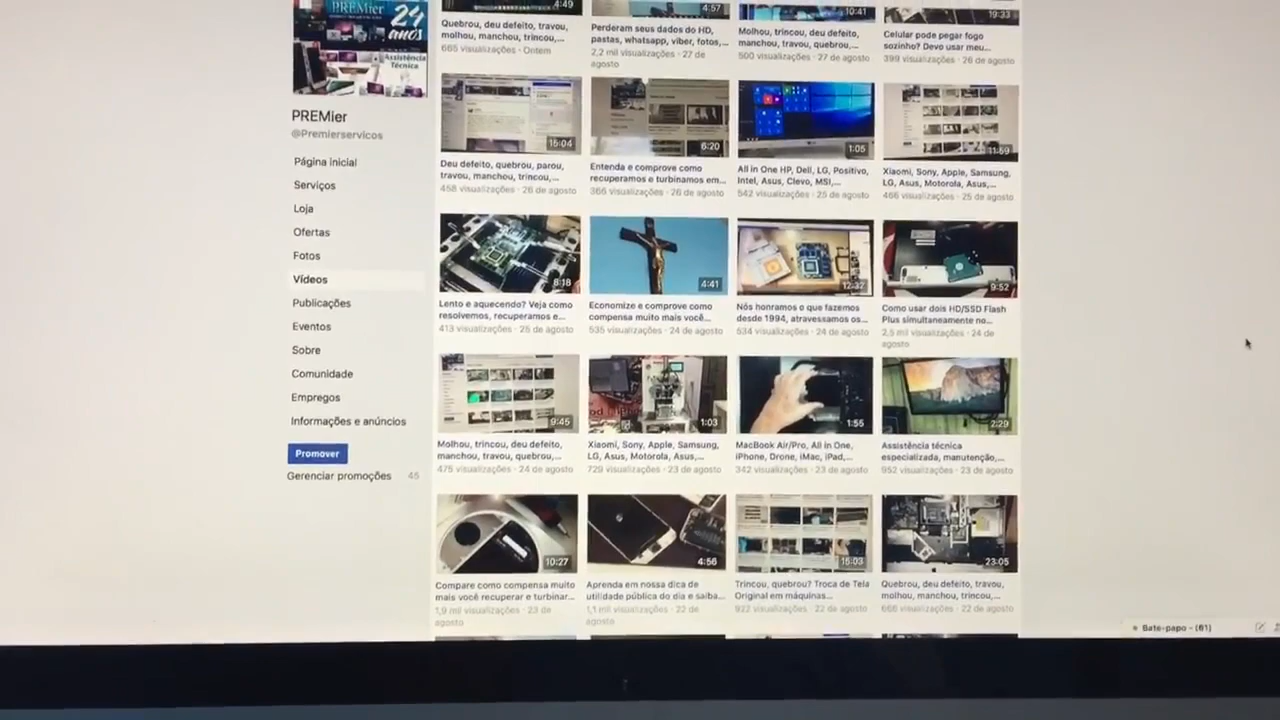 PREMier
24
anos
Assistência
Técnica
PREMier
@Premierservicos
Página inicial
Serviços
Loja
Ofertas
Fotos
Vídeos
Publicações
Eventos
Sobre
Comunidade
Empregos
Informações e anúncios
Promover
Gerenciar promoções 45
4:49
4:57
10:41
19:33
Quebrou, deu defeito, travou,
molhou, manchou, trincou,...
665 visualizações · Ontem
Perderam seus dados do HD,
pastas, whatsapp, viber, fotos,...
2,2 mil visualizações · 27 de
agosto
Molhou, trincou, deu defeito,
manchou, travou, quebrou,...
500 visualizações · 27 de agosto
Celular pode pegar fogo
sozinho? Devo usar meu...
399 visualizações · 26 de agosto
15:04
6:20
1:05
11:59
Deu defeito, quebrou, parou,
travou, manchou, trincou,...
458 visualizações · 26 de agosto
Entenda e comprove como
recuperamos e turbinamos em...
366 visualizações · 26 de agosto
All in One HP, Dell, LG, Positivo,
Intel, Asus, Clevo, MSI,...
542 visualizações · 25 de agosto
Xiaomi, Sony, Apple, Samsung,
LG, Asus, Motorola, Asus,...
466 visualizações · 25 de agosto
8:18
4:41
12:32
9:52
Lento e aquecendo? Veja como
resolvemos, recuperamos e...
413 visualizações · 25 de agosto
Economize e comprove como
compensa muito mais você...
535 visualizações · 24 de agosto
Nós honramos o que fazemos
desde 1994, atravessamos os...
534 visualizações · 24 de agosto
Como usar dois HD/SSD Flash
Plus simultaneamente no...
2,5 mil visualizações · 24 de
agosto
9:45
1:03
1:55
2:29
Molhou, trincou, deu defeito,
manchou, travou, quebrou,...
475 visualizações · 24 de agosto
Xiaomi, Sony, Apple, Samsung,
LG, Asus, Motorola, Asus,...
729 visualizações · 23 de agosto
MacBook Air/Pro, All in One,
iPhone, Drone, iMac, iPad,...
342 visualizações · 23 de agosto
Assistência técnica
especializada, manutenção,...
952 visualizações · 23 de agosto
10:27
4:56
15:03
23:05
Compare como compensa muito
mais você recuperar e turbinar...
1,9 mil visualizações · 23 de
agosto
Aprenda em nossa dica de
utilidade pública do dia e saiba...
1,1 mil visualizações · 22 de
agosto
Trincou, quebrou? Troca de Tela
Original em máquinas...
922 visualizações · 22 de agosto
Quebrou, deu defeito, travou,
molhou, manchou, trincou,...
666 visualizações · 22 de agosto
Bate-papo - (61)